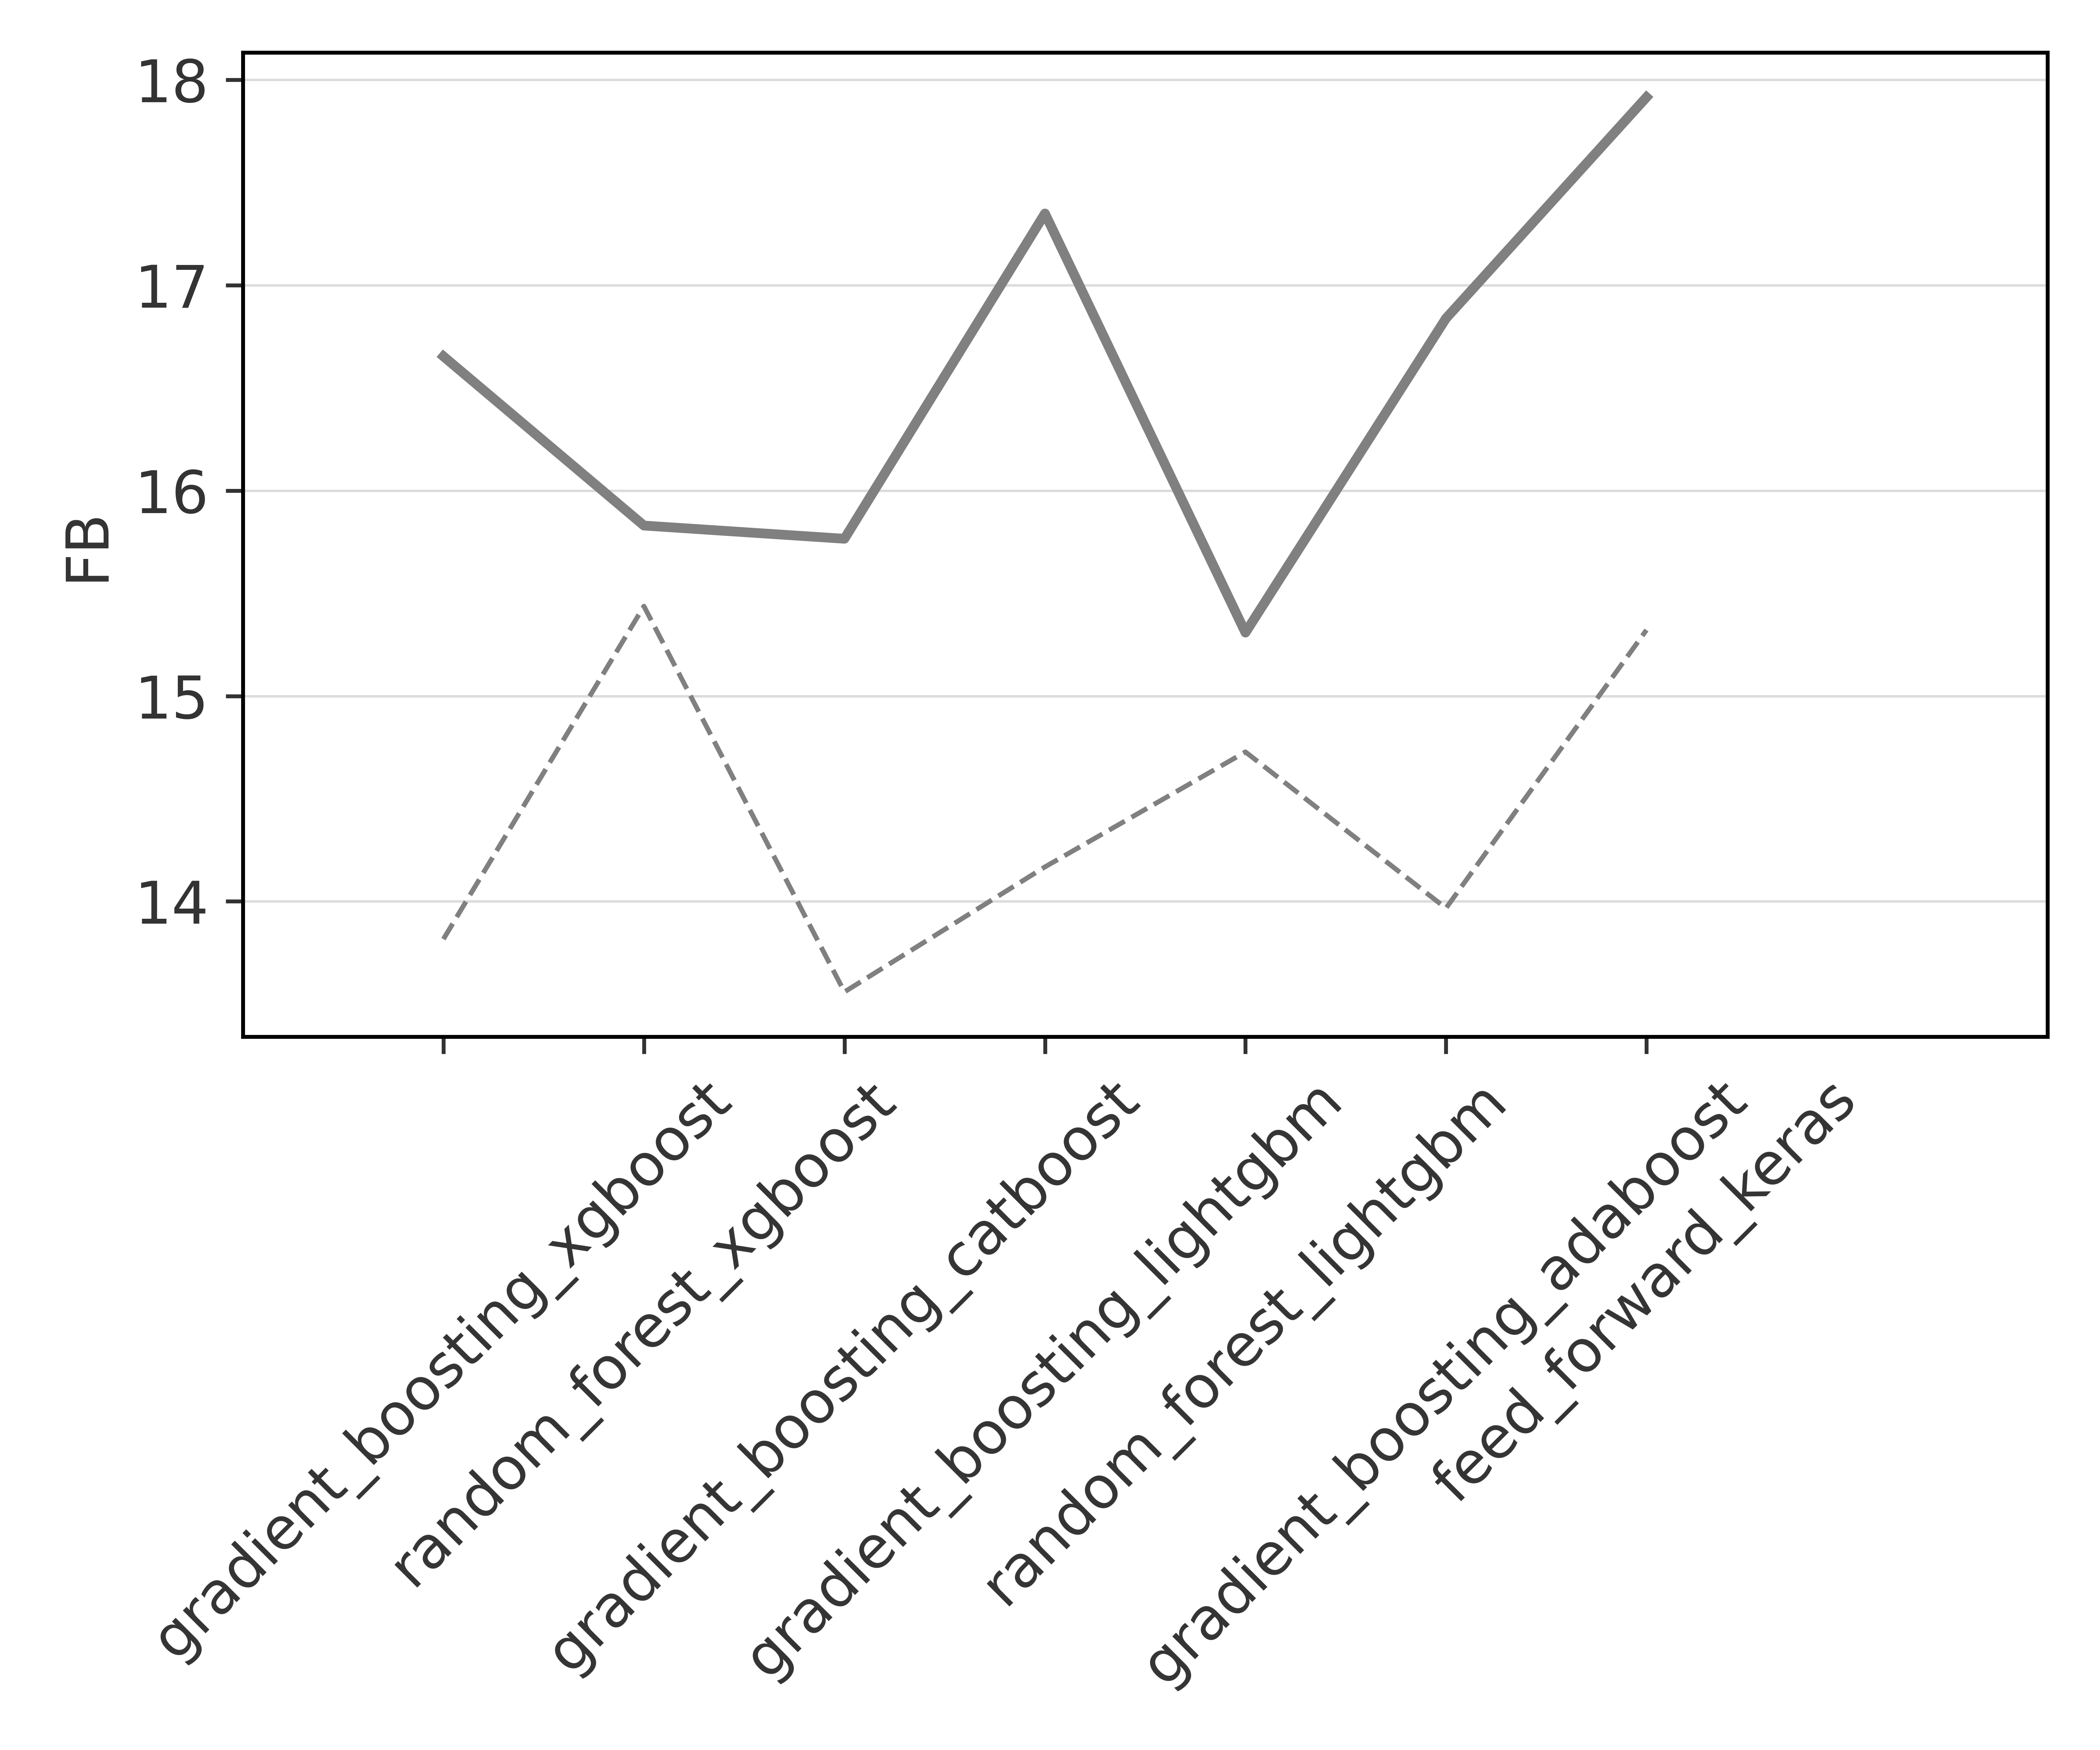 18
17
16
15
14
FB
gradient_boosting_xgboost
random_forest_xgboost
gradient_boosting_catboost
gradient_boosting_lightgbm
random_forest_lightgbm
gradient_boosting_adaboost
feed_forward_keras